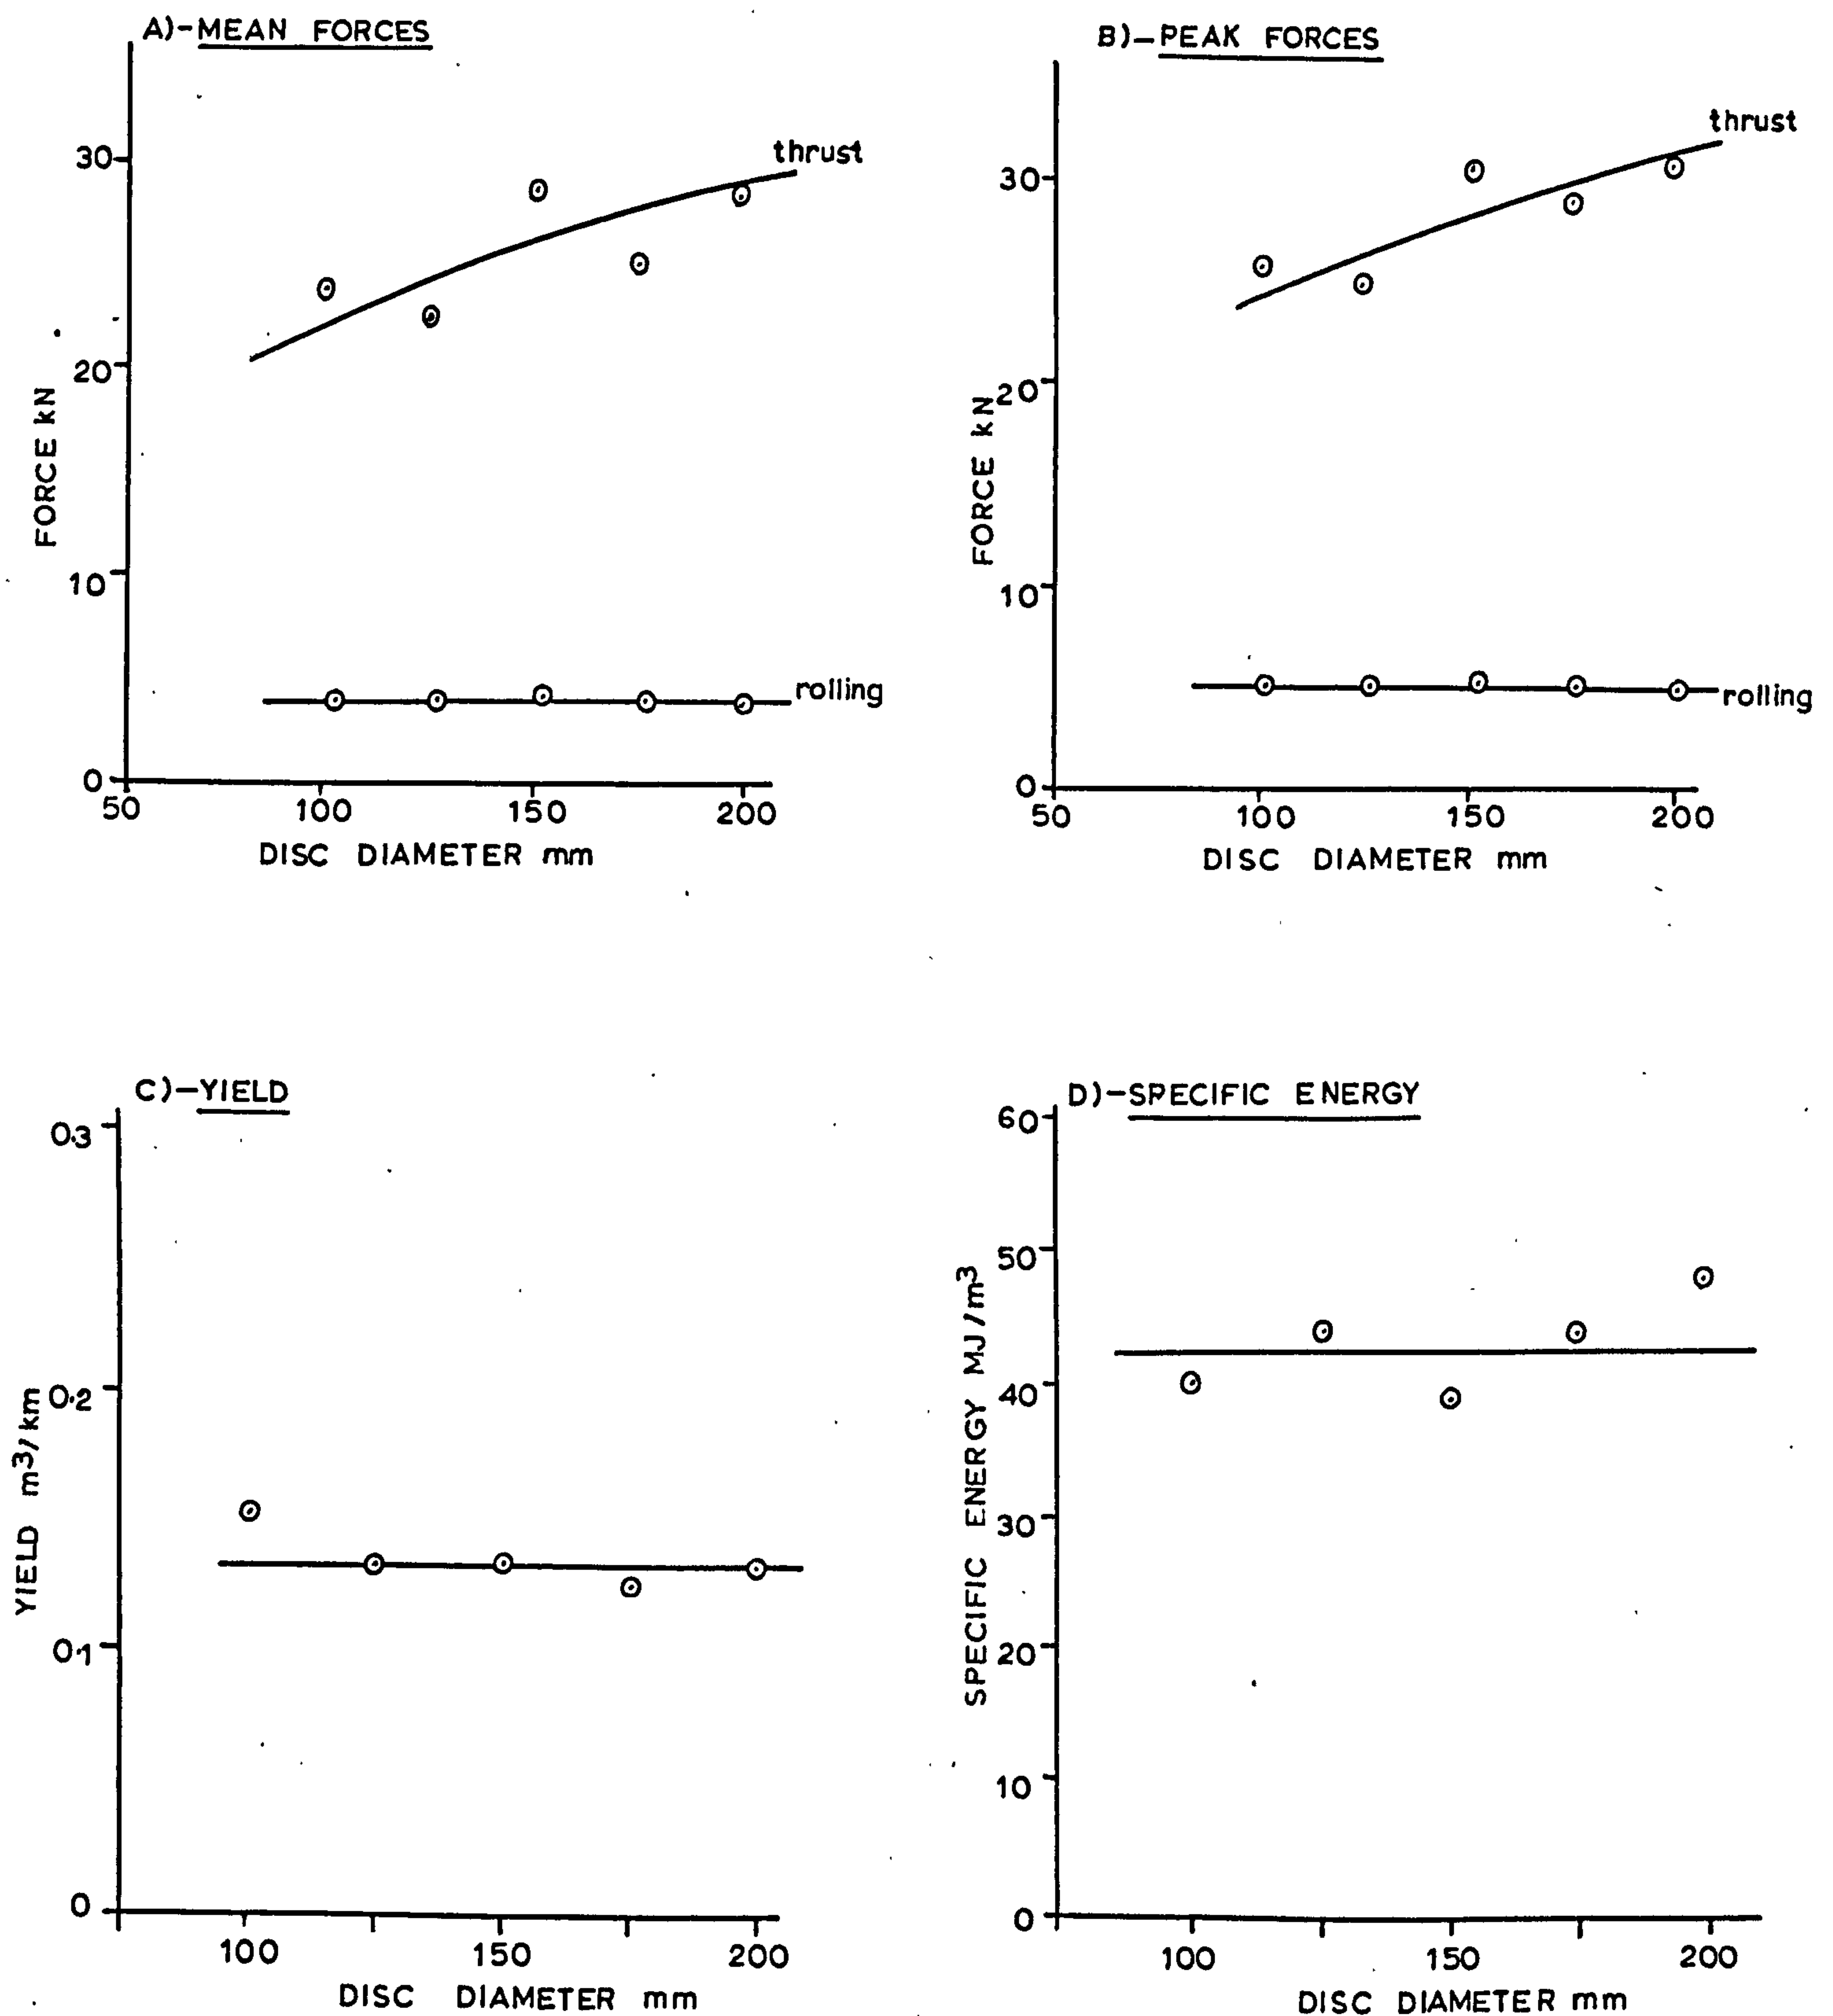 A)-MEAN FORCES
30
20
10
0
FORCE kN
thrust
rolling
50 100 150 200
DISC DIAMETER mm
B)-PEAK FORCES
30
20
10
0
FORCE kN
thrust
rolling
50 100 150 200
DISC DIAMETER mm
C)-YIELD
0.3
0.2
0.1
0
YIELD m³/km
100 150 200
DISC DIAMETER mm
D)-SPECIFIC ENERGY
60
50
40
30
20
10
0
SPECIFIC ENERGY MJ/m³
100 150 200
DISC DIAMETER mm